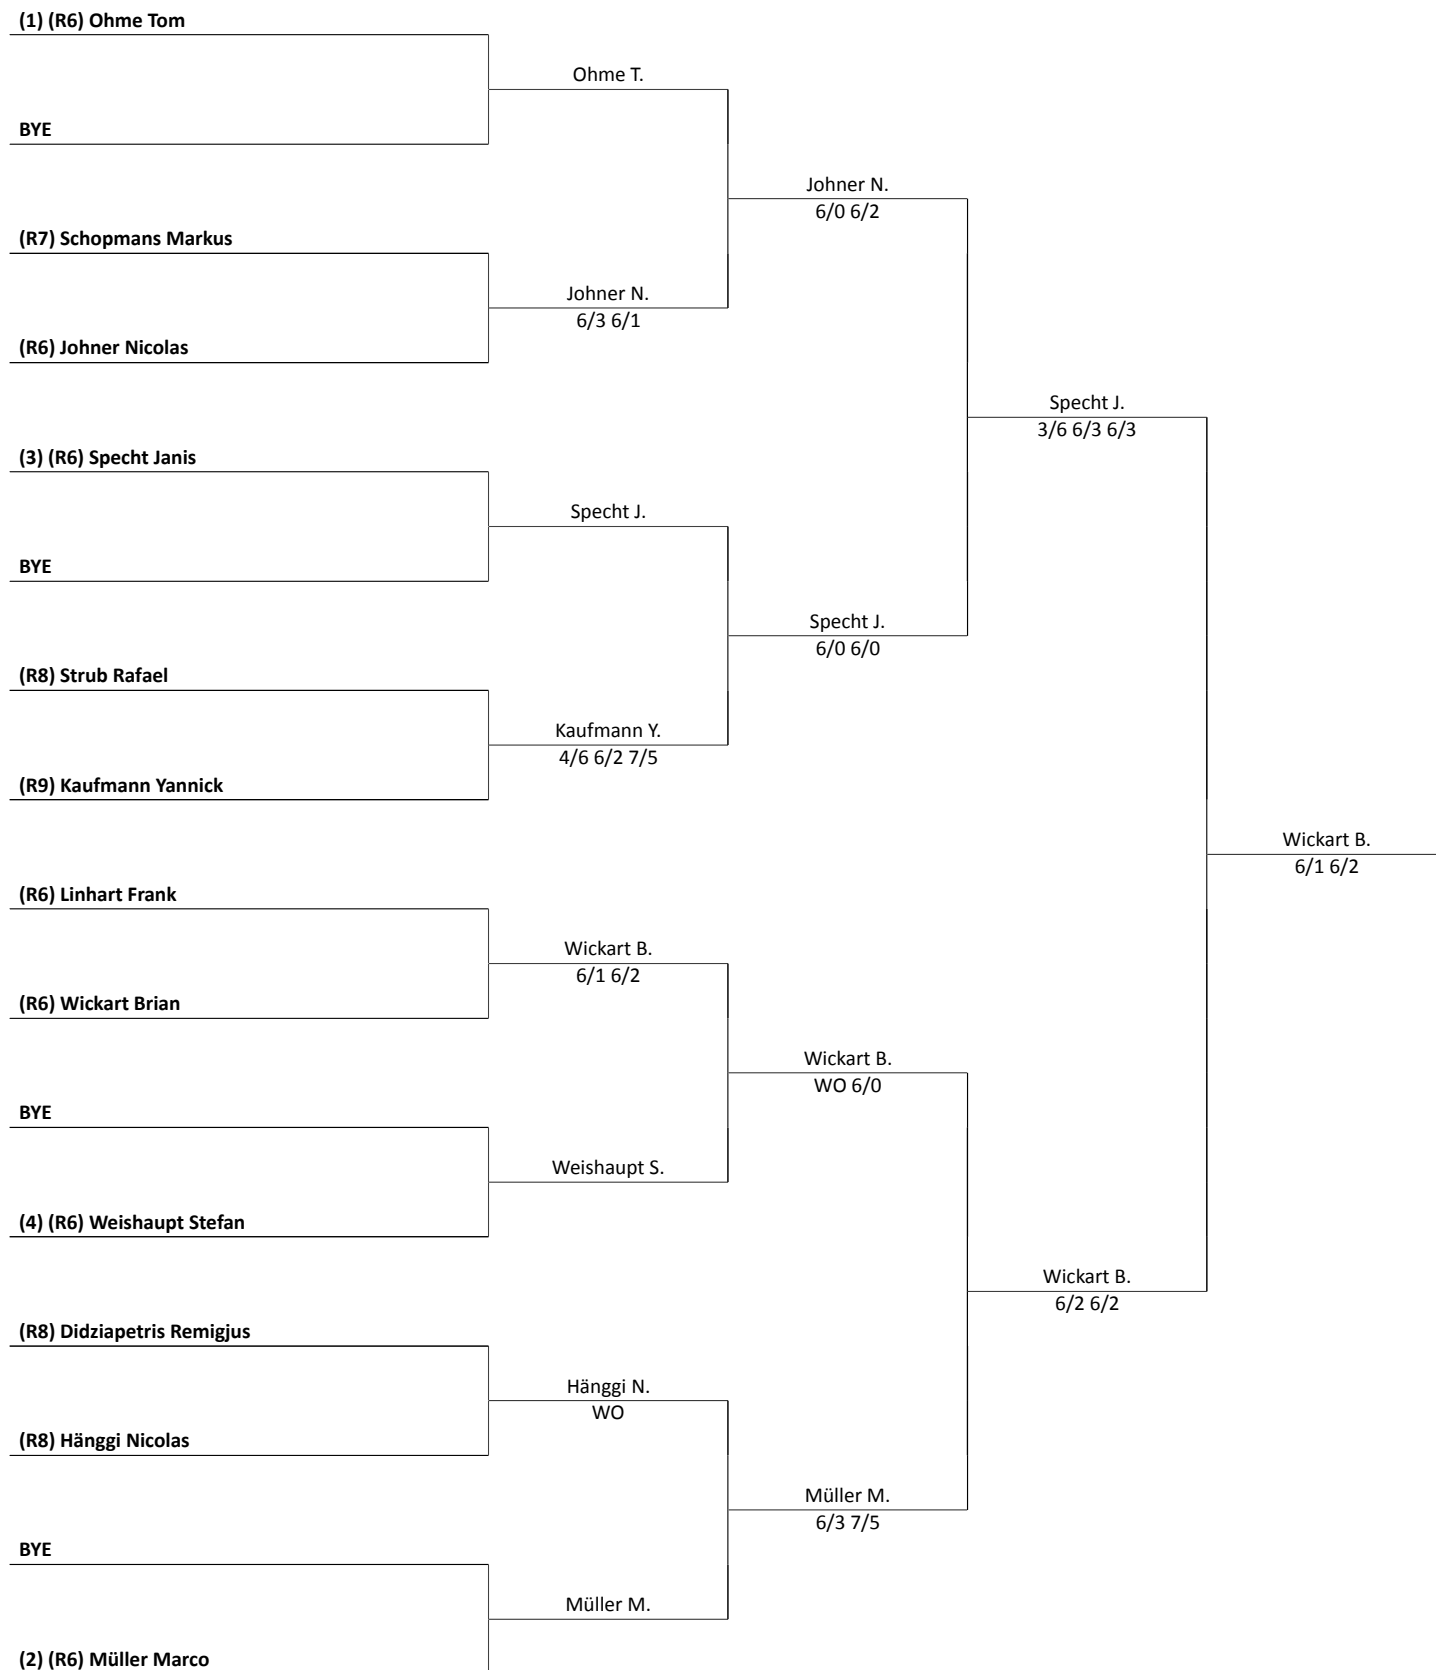 (1) (R6) Ohme Tom
Ohme T.
BYE
Johner N.
6/0 6/2
(R7) Schopmans Markus
Johner N.
6/3 6/1
(R6) Johner Nicolas
Specht J.
3/6 6/3 6/3
(3) (R6) Specht Janis
Specht J.
BYE
Specht J.
6/0 6/0
(R8) Strub Rafael
Kaufmann Y.
4/6 6/2 7/5
(R9) Kaufmann Yannick
Wickart B.
6/1 6/2
(R6) Linhart Frank
Wickart B.
6/1 6/2
(R6) Wickart Brian
Wickart B.
WO 6/0
BYE
Weishaupt S.
(4) (R6) Weishaupt Stefan
Wickart B.
6/2 6/2
(R8) Didziapetris Remigjus
Hänggi N.
WO
(R8) Hänggi Nicolas
Müller M.
6/3 7/5
BYE
Müller M.
(2) (R6) Müller Marco